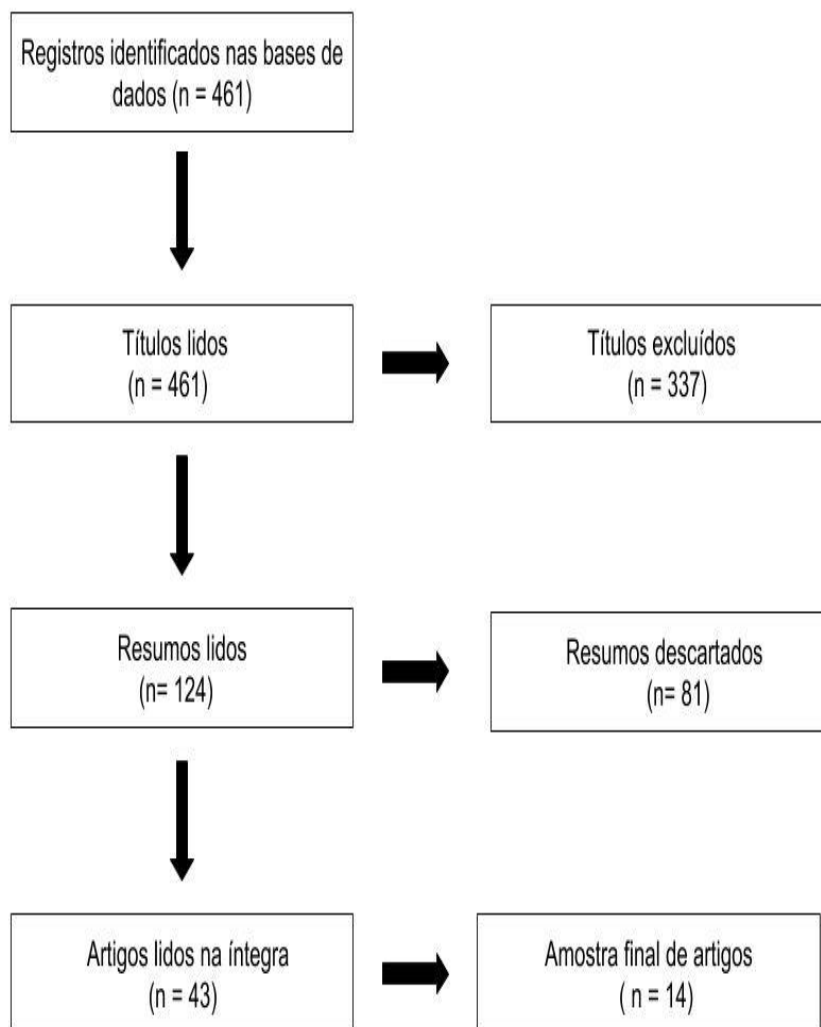 Registros identificados nas bases de
dados (n = 461)
Títulos lidos
(n = 461)
Títulos excluídos
(n = 337)
Resumos lidos
(n= 124)
Resumos descartados
(n= 81)
Artigos lidos na íntegra
(n = 43)
Amostra final de artigos
( n = 14)